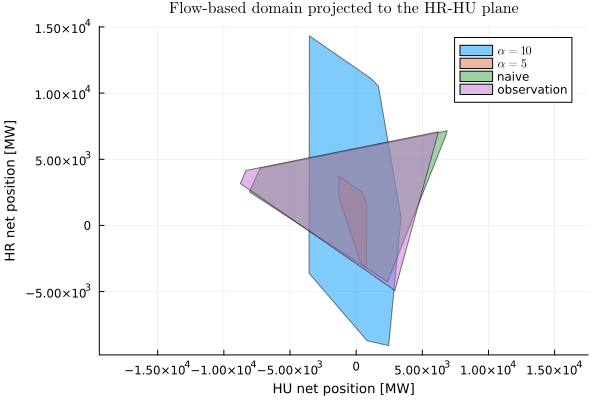 Flow-based domain projected to the HR-HU plane
1.50×10⁴
1.00×10⁴
5.00×10³
0
−5.00×10³
HR net position [MW]
α = 10
α = 5
naive
observation
−1.50×10⁴ −1.00×10⁴ −5.00×10³ 0 5.00×10³ 1.00×10⁴ 1.50×10⁴
HU net position [MW]